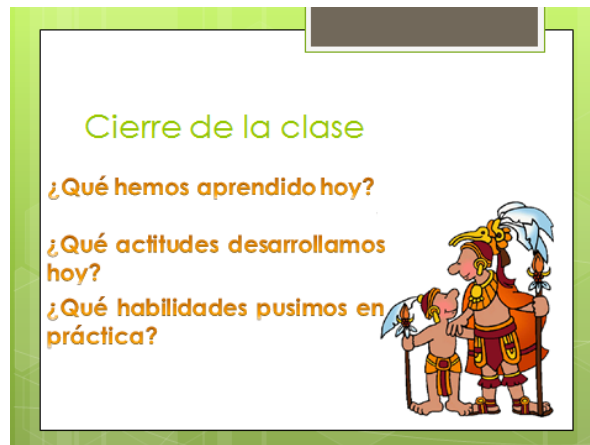 Cierre de la clase
¿Qué hemos aprendido hoy?
¿Qué actitudes desarrollamos
hoy?
¿Qué habilidades pusimos en
práctica?